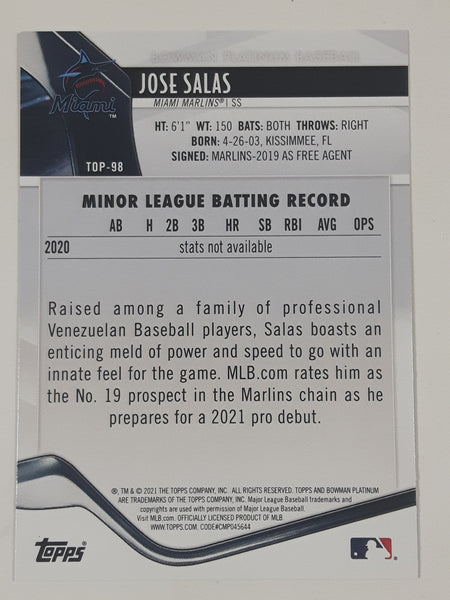 BOWMAN PLATINUM BASEBALL
JOSE SALAS
Miami ™
MIAMI MARLINS® | SS
HT: 6'1" WT: 150 BATS: BOTH THROWS: RIGHT
BORN: 4-26-03, KISSIMMEE, FL
SIGNED: MARLINS-2019 AS FREE AGENT
TOP-98
MINOR LEAGUE BATTING RECORD
AB H 2B 3B HR SB RBI AVG OPS
2020 stats not available
Raised among a family of professional
Venezuelan Baseball players, Salas boasts an
enticing meld of power and speed to go with an
innate feel for the game. MLB.com rates him as
the No. 19 prospect in the Marlins chain as he
prepares for a 2021 pro debut.
®, TM & © 2021 THE TOPPS COMPANY, INC. ALL RIGHTS RESERVED. TOPPS AND BOWMAN PLATINUM
ARE TRADEMARKS OF THE TOPPS COMPANY, INC. Major League Baseball trademarks and
copyrights are used with permission of Major League Baseball.
Visit MLB.com. OFFICIALLY LICENSED PRODUCT OF MLB.
WWW.TOPPS.COM. CODE#CMP045644
TOPPS